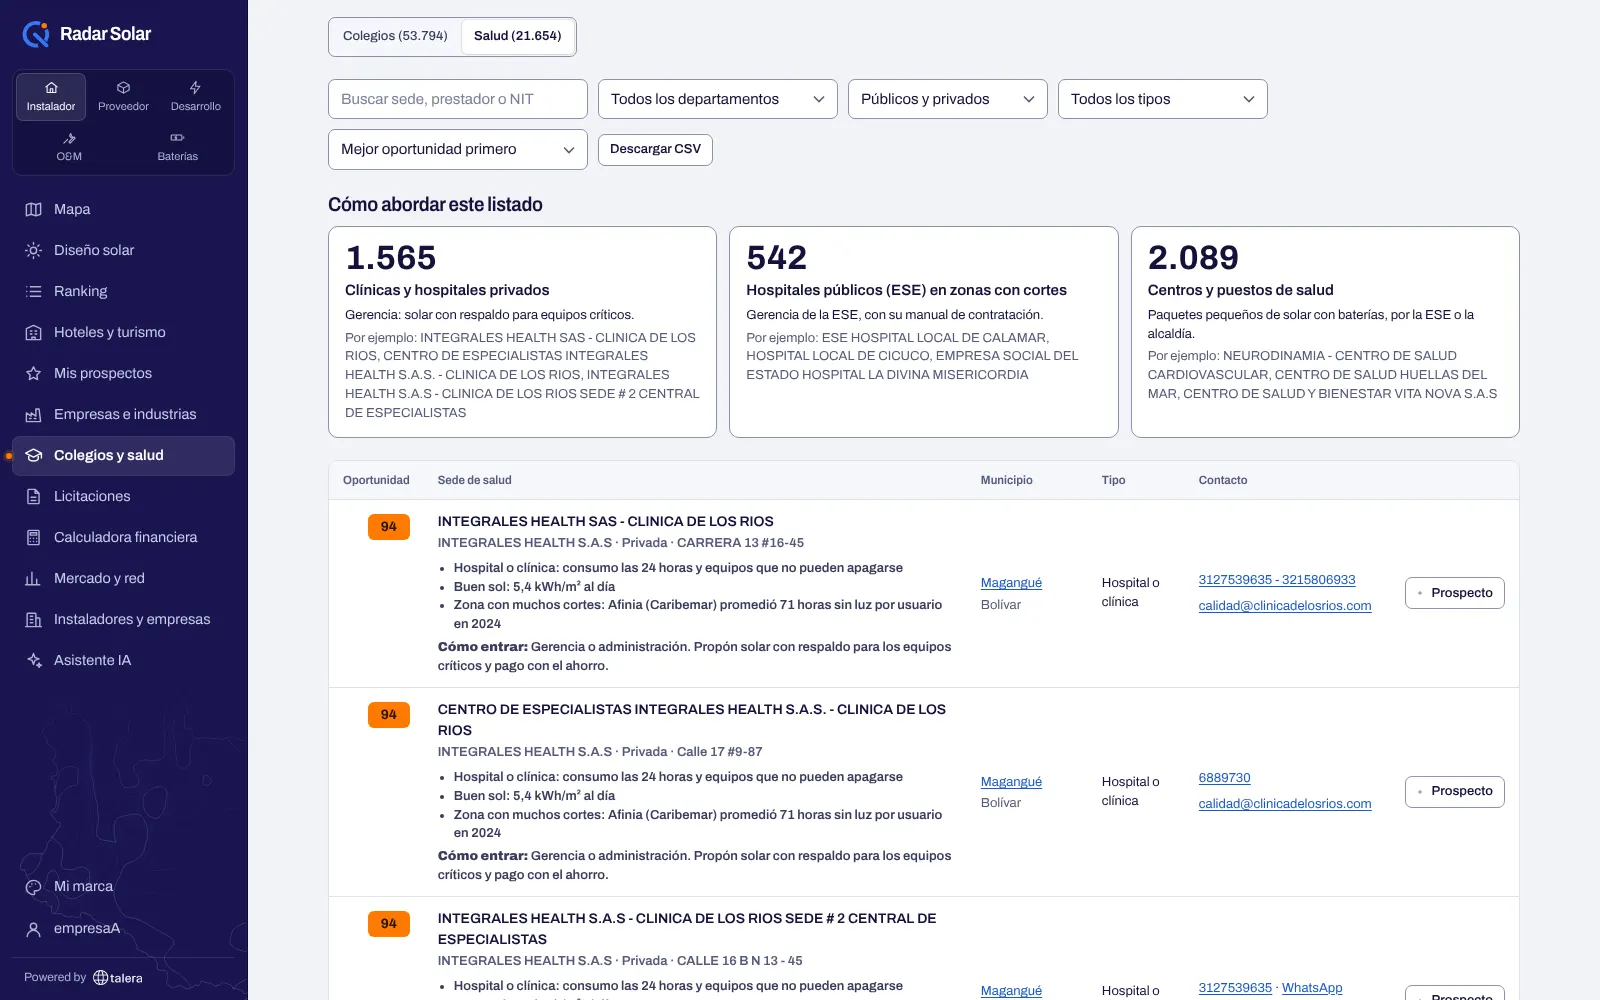 Radar Solar
Instalador
Proveedor
Desarrollo
O&M
Baterías
Mapa
Diseño solar
Ranking
Hoteles y turismo
Mis prospectos
Empresas e industrias
Colegios y salud
Licitaciones
Calculadora financiera
Mercado y red
Instaladores y empresas
Asistente IA
Mi marca
empresaA
Powered by talera
Colegios (53.794)
Salud (21.654)
Buscar sede, prestador o NIT
Todos los departamentos
Públicos y privados
Todos los tipos
Mejor oportunidad primero
Descargar CSV
Cómo abordar este listado
1.565
Clínicas y hospitales privados
Gerencia: solar con respaldo para equipos críticos.
Por ejemplo: INTEGRALES HEALTH SAS - CLINICA DE LOS
RIOS, CENTRO DE ESPECIALISTAS INTEGRALES
HEALTH S.A.S. - CLINICA DE LOS RIOS, INTEGRALES
HEALTH S.A.S - CLINICA DE LOS RIOS SEDE # 2 CENTRAL
DE ESPECIALISTAS
542
Hospitales públicos (ESE) en zonas con cortes
Gerencia de la ESE, con su manual de contratación.
Por ejemplo: ESE HOSPITAL LOCAL DE CALAMAR,
HOSPITAL LOCAL DE CICUCO, EMPRESA SOCIAL DEL
ESTADO HOSPITAL LA DIVINA MISERICORDIA
2.089
Centros y puestos de salud
Paquetes pequeños de solar con baterías, por la ESE o la
alcaldía.
Por ejemplo: NEURODINAMIA - CENTRO DE SALUD
CARDIOVASCULAR, CENTRO DE SALUD HUELLAS DEL
MAR, CENTRO DE SALUD Y BIENESTAR VITA NOVA S.A.S
Oportunidad
Sede de salud
Municipio
Tipo
Contacto
94
INTEGRALES HEALTH SAS - CLINICA DE LOS RIOS
INTEGRALES HEALTH S.A.S · Privada · CARRERA 13 #16-45
• Hospital o clínica: consumo las 24 horas y equipos que no pueden apagarse
• Buen sol: 5,4 kWh/m² al día
• Zona con muchos cortes: Afinia (Caribemar) promedió 71 horas sin luz por usuario
en 2024
Cómo entrar: Gerencia o administración. Propón solar con respaldo para los equipos
críticos y pago con el ahorro.
Magangué
Bolívar
Hospital o
clínica
3127539635 - 3215806933
calidad@clinicadelosrios.com
Prospecto
94
CENTRO DE ESPECIALISTAS INTEGRALES HEALTH S.A.S. - CLINICA DE LOS
RIOS
INTEGRALES HEALTH S.A.S · Privada · Calle 17 #9-87
• Hospital o clínica: consumo las 24 horas y equipos que no pueden apagarse
• Buen sol: 5,4 kWh/m² al día
• Zona con muchos cortes: Afinia (Caribemar) promedió 71 horas sin luz por usuario
en 2024
Cómo entrar: Gerencia o administración. Propón solar con respaldo para los equipos
críticos y pago con el ahorro.
Magangué
Bolívar
Hospital o
clínica
6889730
calidad@clinicadelosrios.com
Prospecto
94
INTEGRALES HEALTH S.A.S - CLINICA DE LOS RIOS SEDE # 2 CENTRAL DE
ESPECIALISTAS
INTEGRALES HEALTH S.A.S · Privada · CALLE 16 B N 13 - 45
• Hospital o clínica: consumo las 24 horas y equipos que no pueden apagarse
Magangué
Hospital o
3127539635 · WhatsApp
Prospecto